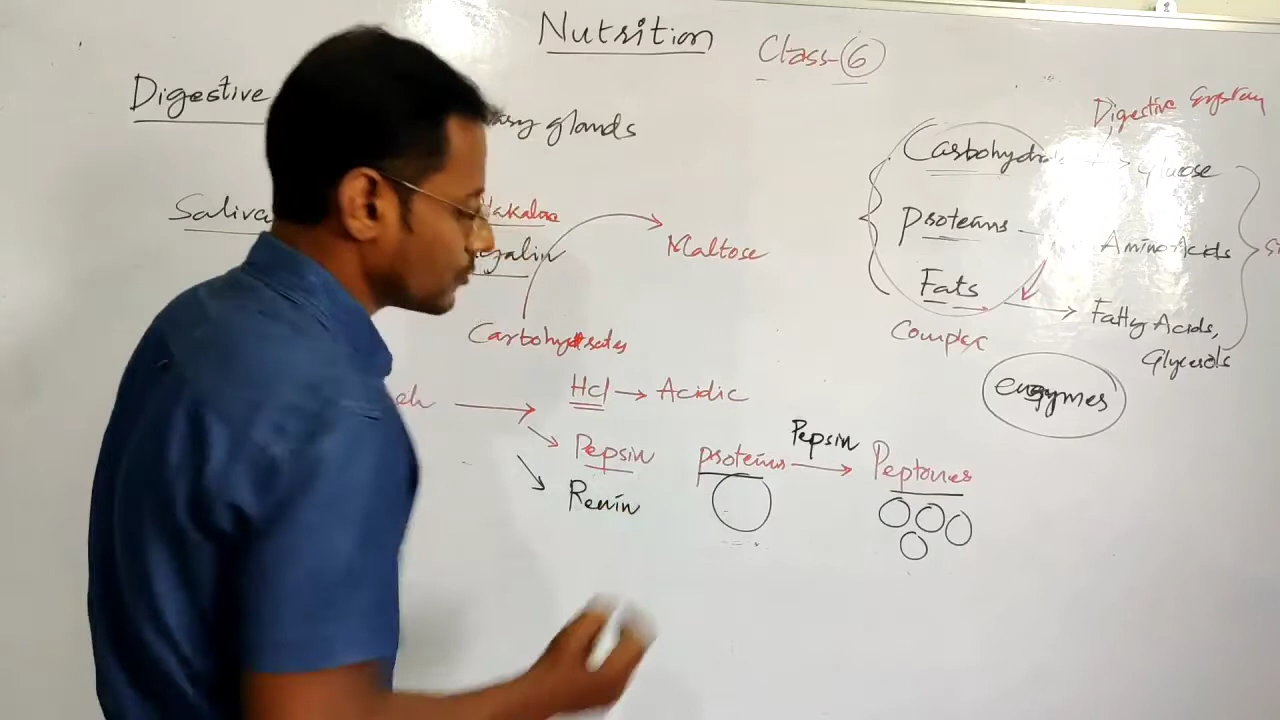 Nutrition Class-6
Digestive
glands
Digestive
Saliva
Carbohyd
Glucose
Proteins
Amino Acids
Maltose
Fats
Fatty Acids,
Glycerols
Carbohydrates
Complex
Hcl → Acidic
enzymes
Pepsin
Pepsin
Proteins → Peptones
Renin